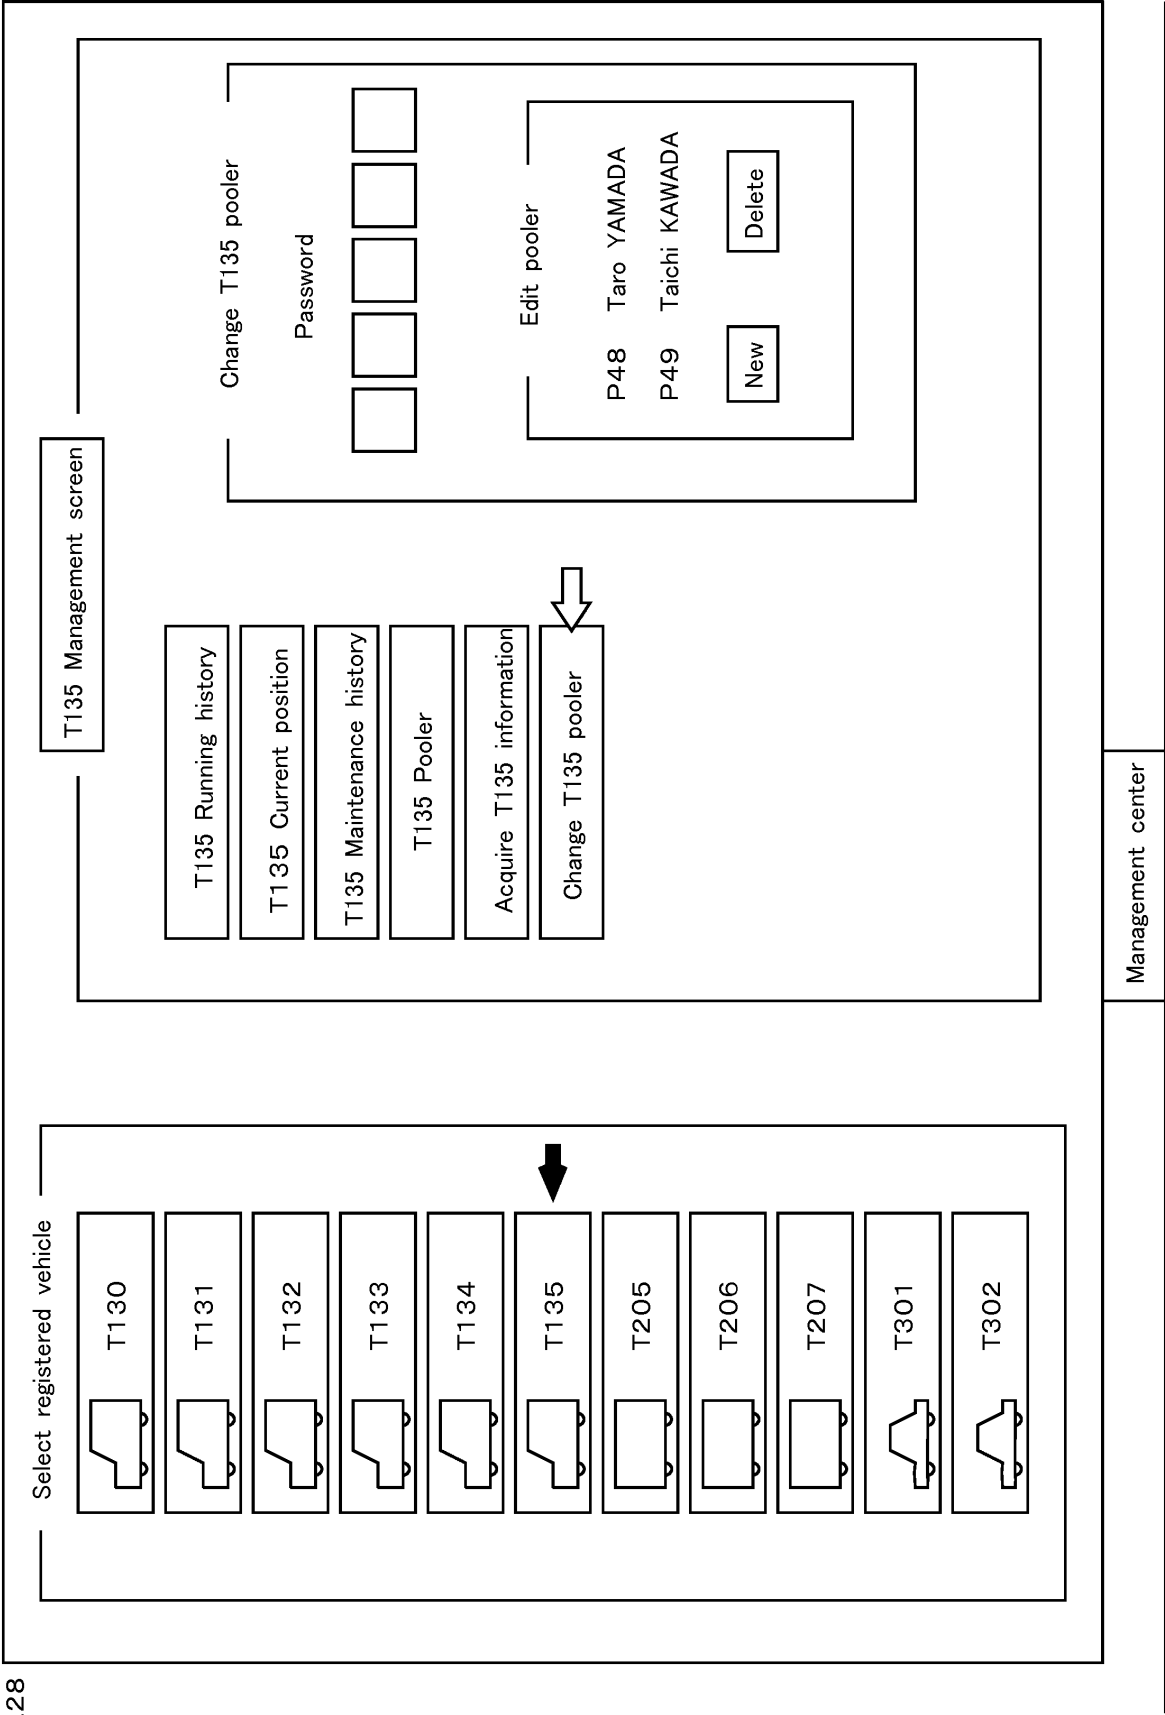 .28
Select registered vehicle
T130
T131
T132
T133
T134
T135
T205
T206
T207
T301
T302
T135 Management screen
T135 Running history
T135 Current position
T135 Maintenance history
T135 Pooler
Acquire T135 information
Change T135 pooler
Change T135 pooler
Password
Edit pooler
P48 Taro YAMADA
P49 Taichi KAWADA
New Delete
Management center